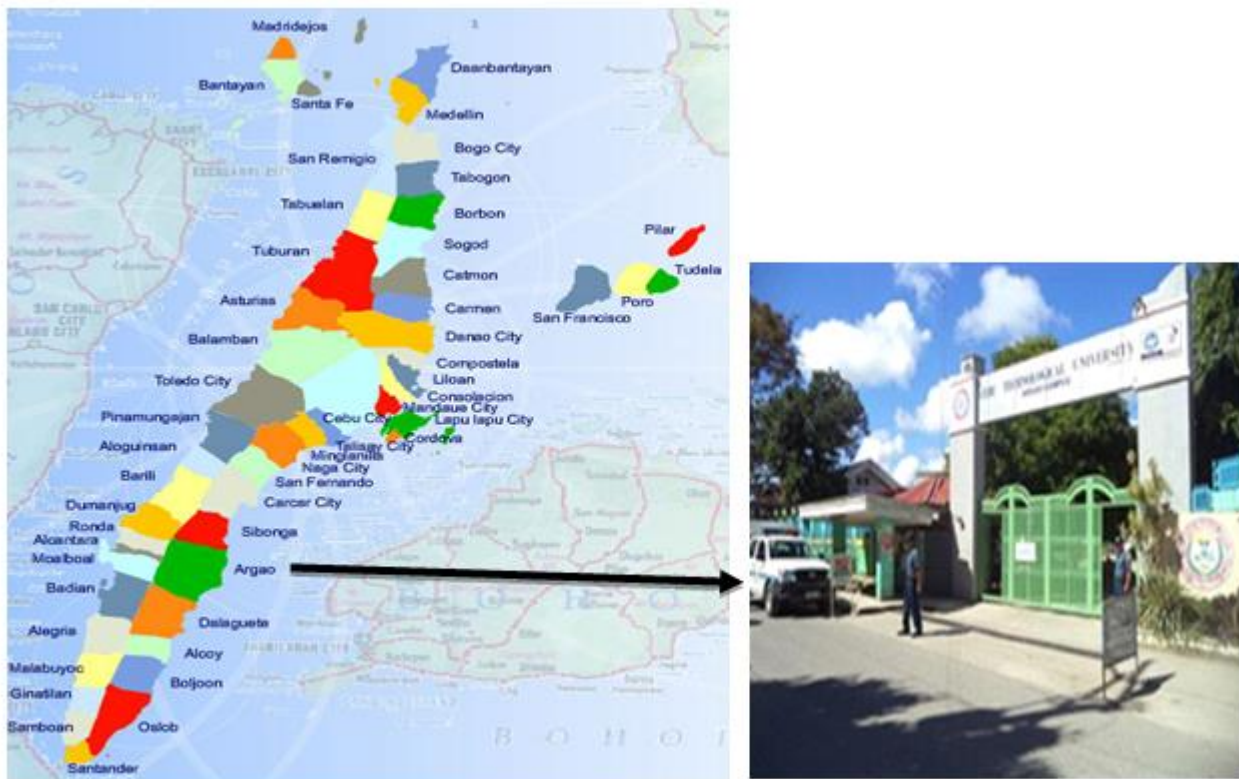 Madridejos
Daanbantayan
Bantayan
Santa Fe
Medellin
Bogo City
San Remigio
Tabogon
Tabuelan
Borbon
Pilar
Sogod
Tuburan
Tudela
Catmon
Asturias
Poro
Carmen
San Francisco
Balamban
Danao City
Compostela
Toledo City
Liloan
Consolacion
Mandaue City
Pinamungajan
Cebu City
Lapu lapu City
Cordova
Aloguinsan
Talisay City
Minglanilla
Naga City
Barili
San Fernando
Carcar City
Dumanjug
Ronda
Sibonga
Alcantara
Moalboal
Argao
Badian
Dalaguete
Alegria
Alcoy
Malabuyoc
Boljoon
Ginatilan
Samboan
Oslob
Santander
BOHOL
TECHNOLOGICAL UNIVERSITY
CAMPUS